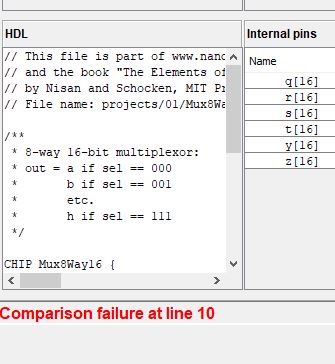 HDL
// This file is part of www.nand
// and the book "The Elements of
// by Nisan and Schocken, MIT Pr
// File name: projects/01/Mux8Wa
/**
* 8-way 16-bit multiplexor:
* out = a if sel == 000
* b if sel == 001
* etc.
* h if sel == 111
*/
CHIP Mux8Way16 {
Internal pins
Name
q[16]
r[16]
s[16]
t[16]
y[16]
z[16]
Comparison failure at line 10